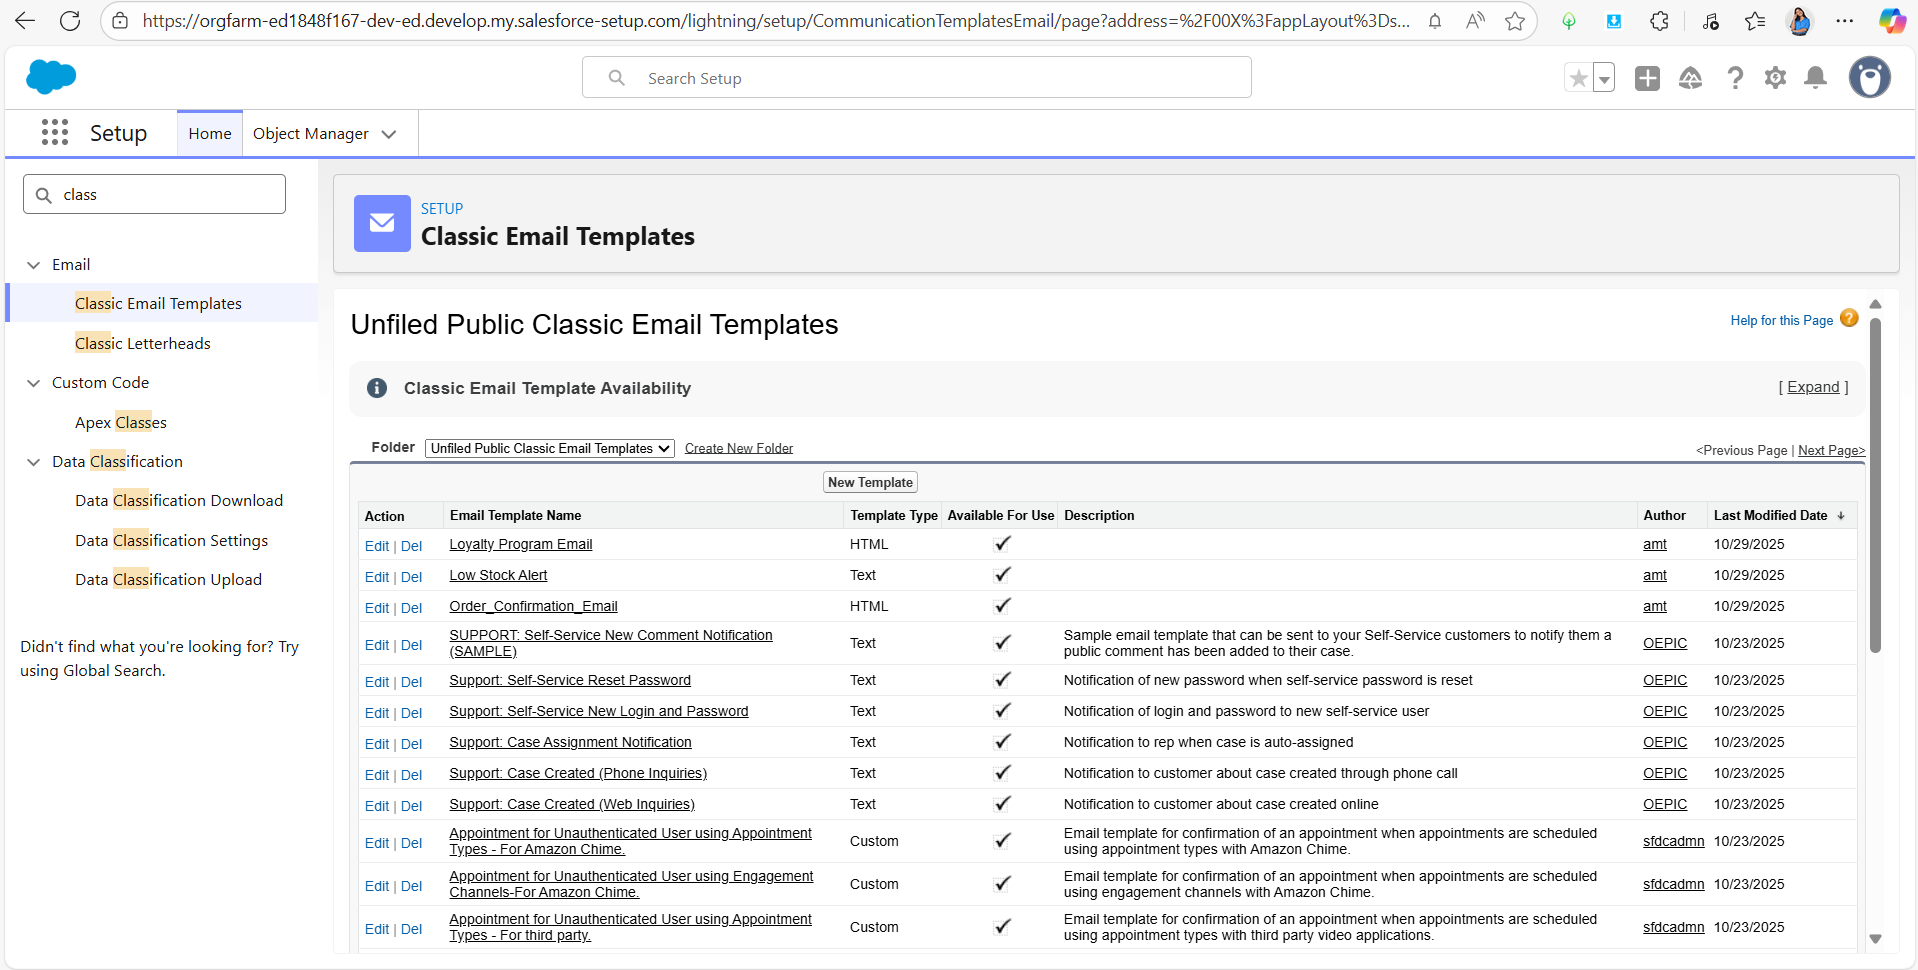 https://orgfarm-ed1848f167-dev-ed.develop.my.salesforce-setup.com/lightning/setup/CommunicationTemplatesEmail/page?address=%2F00X%3FappLayout%3Ds...
Search Setup
Setup
Home
Object Manager
class
Email
Classic Email Templates
Classic Letterheads
Custom Code
Apex Classes
Data Classification
Data Classification Download
Data Classification Settings
Data Classification Upload
Didn't find what you're looking for? Try
using Global Search.
SETUP
Classic Email Templates
Unfiled Public Classic Email Templates
Help for this Page ?
Classic Email Template Availability
[ Expand ]
Folder Unfiled Public Classic Email Templates Create New Folder
<Previous Page | Next Page>
New Template
Action Email Template Name Template Type Available For Use Description Author Last Modified Date
Edit | Del Loyalty Program Email HTML amt 10/29/2025
Edit | Del Low Stock Alert Text amt 10/29/2025
Edit | Del Order_Confirmation_Email HTML amt 10/29/2025
Edit | Del SUPPORT: Self-Service New Comment Notification
(SAMPLE) Text Sample email template that can be sent to your Self-Service customers to notify them a
public comment has been added to their case. OEPIC 10/23/2025
Edit | Del Support: Self-Service Reset Password Text Notification of new password when self-service password is reset OEPIC 10/23/2025
Edit | Del Support: Self-Service New Login and Password Text Notification of login and password to new self-service user OEPIC 10/23/2025
Edit | Del Support: Case Assignment Notification Text Notification to rep when case is auto-assigned OEPIC 10/23/2025
Edit | Del Support: Case Created (Phone Inquiries) Text Notification to customer about case created through phone call OEPIC 10/23/2025
Edit | Del Support: Case Created (Web Inquiries) Text Notification to customer about case created online OEPIC 10/23/2025
Edit | Del Appointment for Unauthenticated User using Appointment
Types - For Amazon Chime. Custom Email template for confirmation of an appointment when appointments are scheduled
using appointment types with Amazon Chime. sfdcadmn 10/23/2025
Edit | Del Appointment for Unauthenticated User using Engagement
Channels-For Amazon Chime. Custom Email template for confirmation of an appointment when appointments are scheduled
using engagement channels with Amazon Chime. sfdcadmn 10/23/2025
Edit | Del Appointment for Unauthenticated User using Appointment
Types - For third party. Custom Email template for confirmation of an appointment when appointments are scheduled
using appointment types with third party video applications. sfdcadmn 10/23/2025